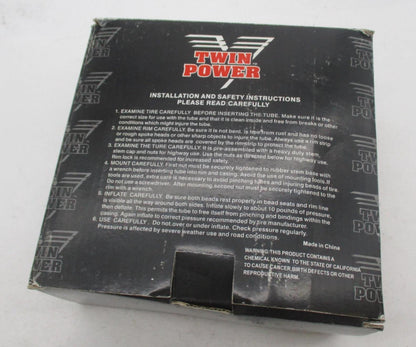 TWIN
POWER
INSTALLATION AND SAFETY INSTRUCTIONS
PLEASE READ CAREFULLY
1. EXAMINE TIRE CAREFULLY BEFORE INSERTING THE TUBE. Make sure it is the
correct size for use with the tube and that it is clean inside and free from breaks or other
conditions which might injure the tube.
2. EXAMINE RIM CAREFULLY. Be sure it is not bent, is free from rust and has no loose
or rough spoke heads or other sharp objects to injure the tube. Always use a rim strip
and be sure all spoke heads are covered by the rimstrip to protect the tube.
3. EXAMINE THE TUBE CAREFULLY. It is pre-assembled with a heavy duty stem,
stem cap and nuts for highway use. Use the nuts as directed below for highway use.
Rim lock is recommended for increased safety.
4. MOUNT CAREFULLY. First nut must be securely tightened to rubber stem base with
a wrench before inserting tube into rim and casing. Avoid the use of mounting tools. If
tools are used, extra care is necessary to avoid pinching tubes and injuring beads of tire.
Do not use a screwdriver. After mounting, second nut must be securely tightened to the
rim with a wrench.
5. INFLATE CAREFULLY. Be sure both beads rest properly in bead seats and rim line
is visible all the way around both sides. Inflate slowly to about 10 pounds of pressure,
then deflate. This permits the tube to free itself from pinching and bindings within the
casing. Again inflate to correct pressure recommended by tire manufacturer.
6. USE CAREFULLY. Do not over or under inflate. Check pressure regularly.
Pressure is affected by severe weather use and road conditions.
Made in China
WARNING: THIS PRODUCT CONTAINS A
CHEMICAL KNOWN TO THE STATE OF CALIFORNIA
TO CAUSE CANCER, BIRTH DEFECTS OR OTHER
REPRODUCTIVE HARM.
TWIN
POWER